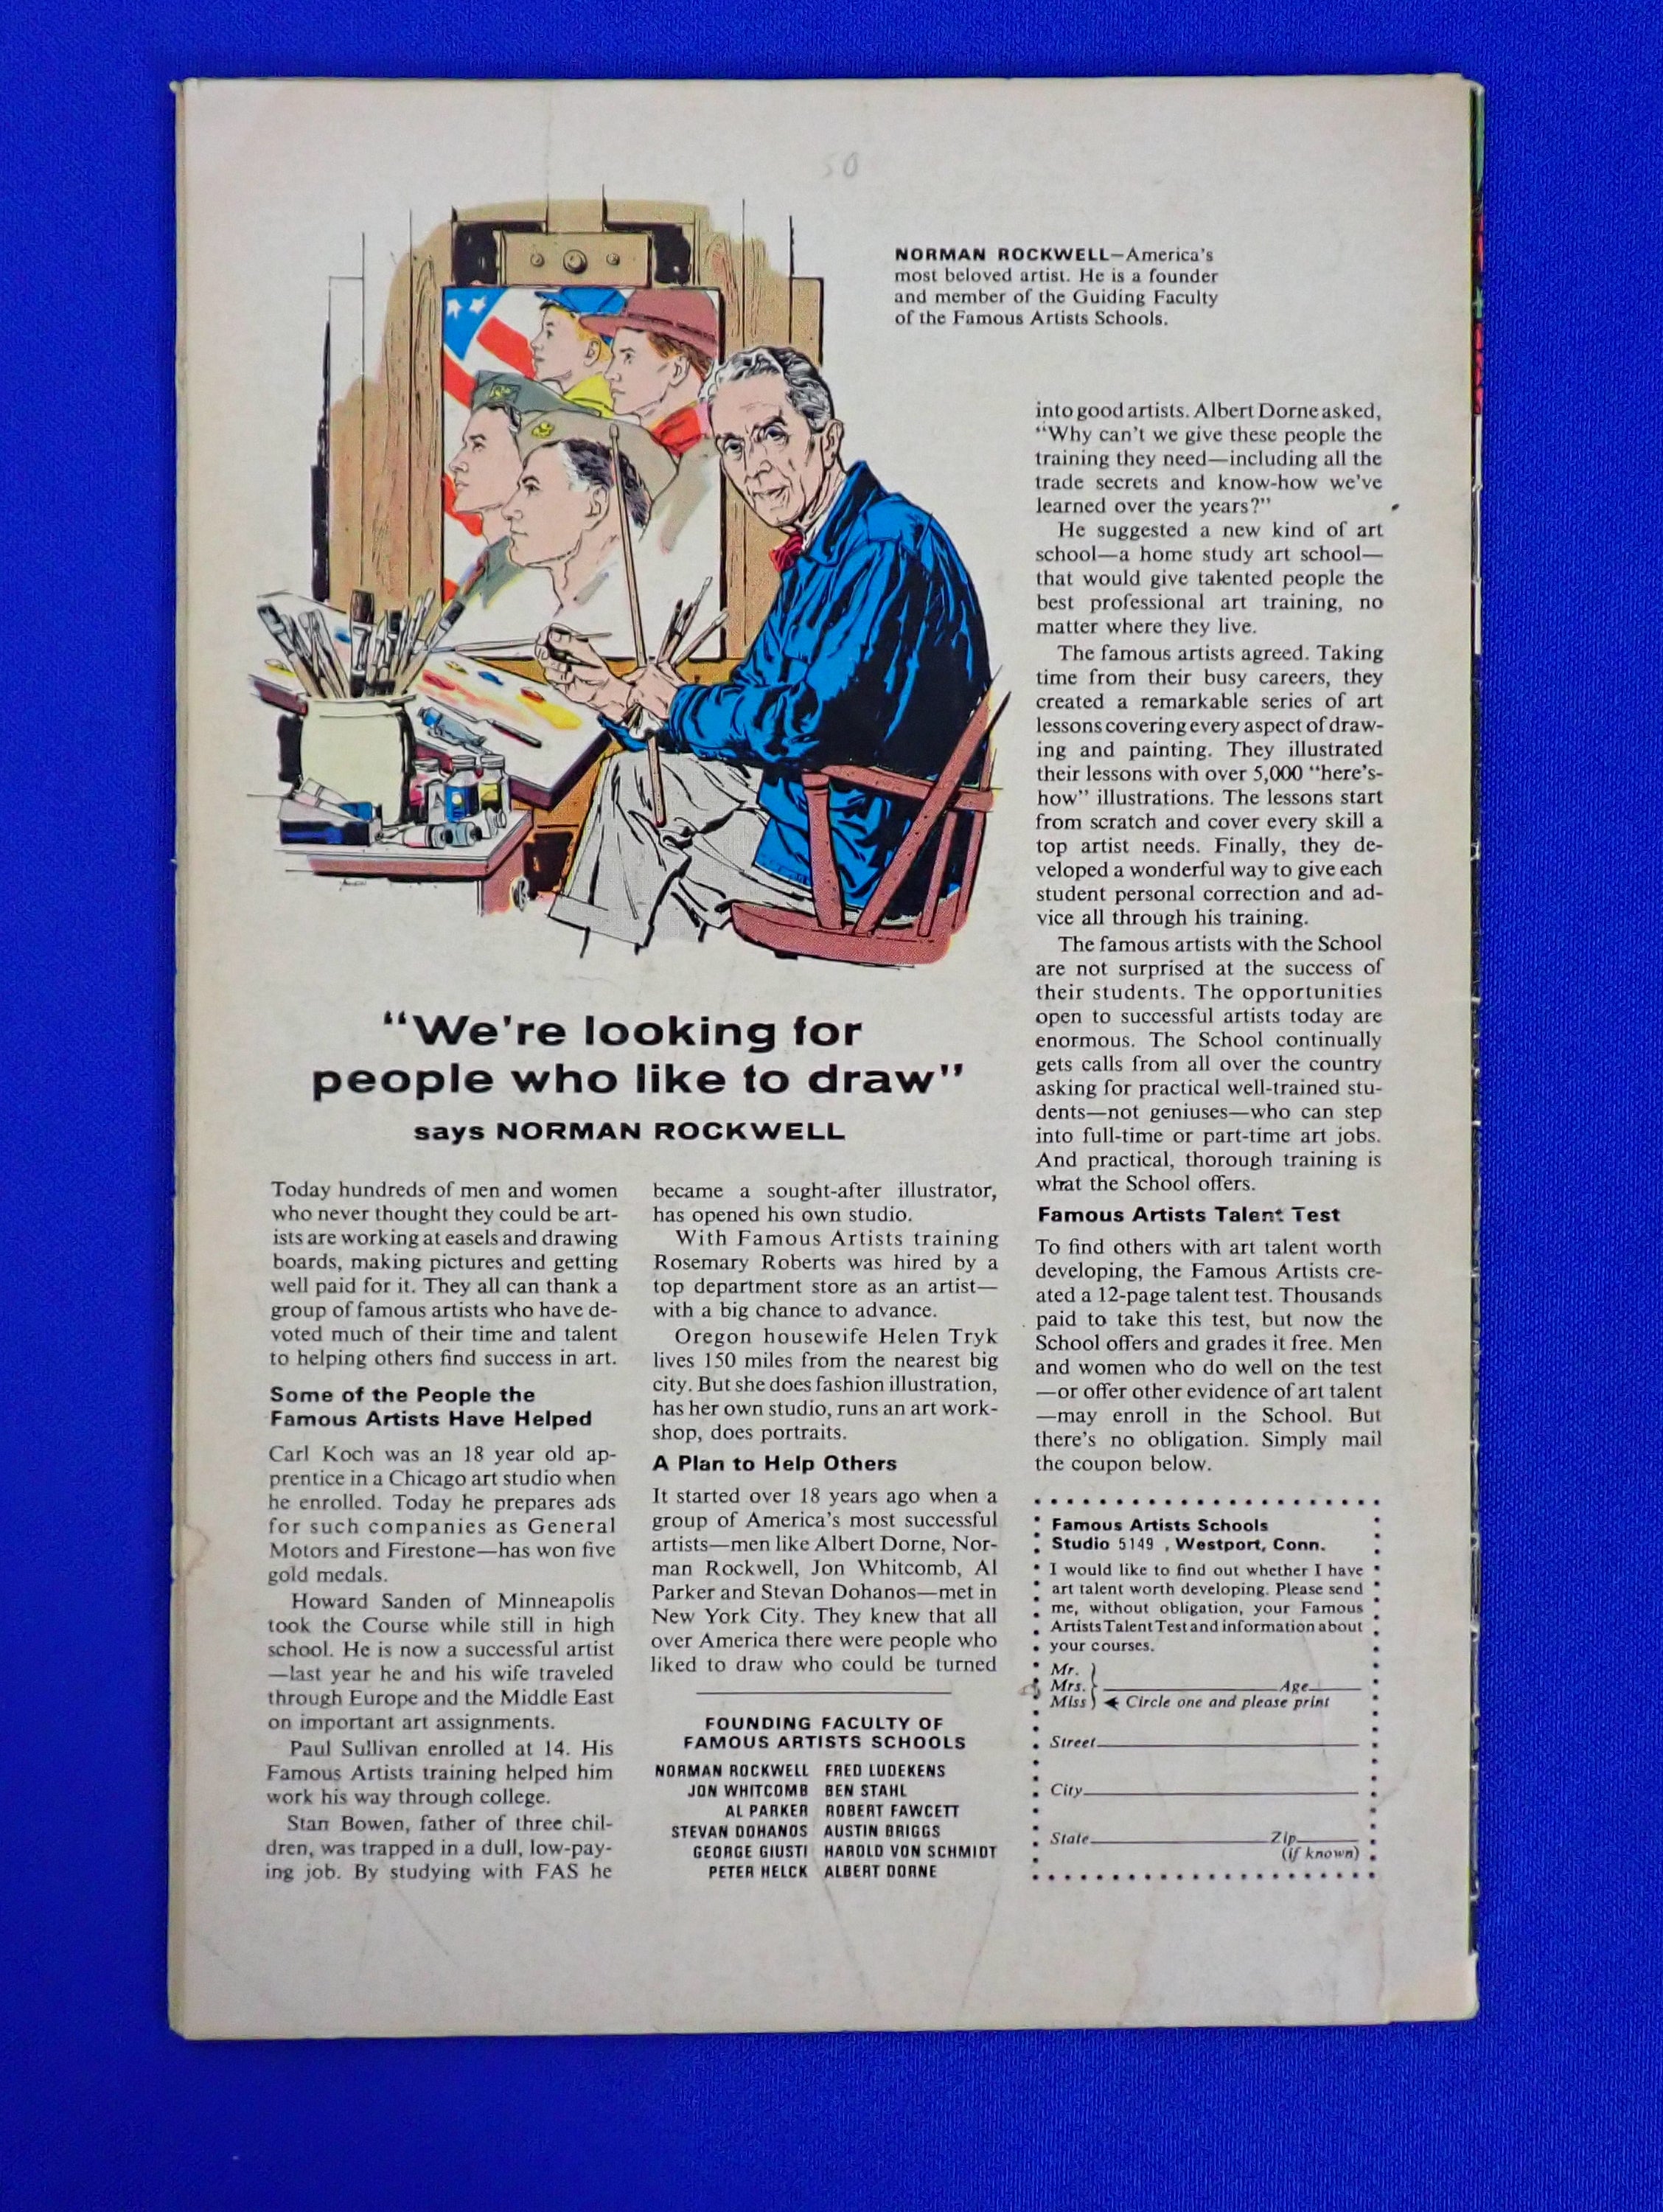 50
NORMAN ROCKWELL—America's
most beloved artist. He is a founder
and member of the Guiding Faculty
of the Famous Artists Schools.
"We're looking for
people who like to draw"
says NORMAN ROCKWELL
Today hundreds of men and women
who never thought they could be art-
ists are working at easels and drawing
boards, making pictures and getting
well paid for it. They all can thank a
group of famous artists who have de-
voted much of their time and talent
to helping others find success in art.
Some of the People the
Famous Artists Have Helped
Carl Koch was an 18 year old ap-
prentice in a Chicago art studio when
he enrolled. Today he prepares ads
for such companies as General
Motors and Firestone—has won five
gold medals.
Howard Sanden of Minneapolis
took the Course while still in high
school. He is now a successful artist
—last year he and his wife traveled
through Europe and the Middle East
on important art assignments.
Paul Sullivan enrolled at 14. His
Famous Artists training helped him
work his way through college.
Stan Bowen, father of three chil-
dren, was trapped in a dull, low-pay-
ing job. By studying with FAS he
became a sought-after illustrator,
has opened his own studio.
With Famous Artists training
Rosemary Roberts was hired by a
top department store as an artist—
with a big chance to advance.
Oregon housewife Helen Tryk
lives 150 miles from the nearest big
city. But she does fashion illustration,
has her own studio, runs an art work-
shop, does portraits.
A Plan to Help Others
It started over 18 years ago when a
group of America's most successful
artists—men like Albert Dorne, Nor-
man Rockwell, Jon Whitcomb, Al
Parker and Stevan Dohanos—met in
New York City. They knew that all
over America there were people who
liked to draw who could be turned
FOUNDING FACULTY OF
FAMOUS ARTISTS SCHOOLS
NORMAN ROCKWELL FRED LUDEKENS
JON WHITCOMB BEN STAHL
AL PARKER ROBERT FAWCETT
STEVAN DOHANOS AUSTIN BRIGGS
GEORGE GIUSTI HAROLD VON SCHMIDT
PETER HELCK ALBERT DORNE
into good artists. Albert Dorne asked,
"Why can't we give these people the
training they need—including all the
trade secrets and know-how we've
learned over the years?"
He suggested a new kind of art
school—a home study art school—
that would give talented people the
best professional art training, no
matter where they live.
The famous artists agreed. Taking
time from their busy careers, they
created a remarkable series of art
lessons covering every aspect of draw-
ing and painting. They illustrated
their lessons with over 5,000 "here's-
how" illustrations. The lessons start
from scratch and cover every skill a
top artist needs. Finally, they de-
veloped a wonderful way to give each
student personal correction and ad-
vice all through his training.
The famous artists with the School
are not surprised at the success of
their students. The opportunities
open to successful artists today are
enormous. The School continually
gets calls from all over the country
asking for practical well-trained stu-
dents—not geniuses—who can step
into full-time or part-time art jobs.
And practical, thorough training is
what the School offers.
Famous Artists Talent Test
To find others with art talent worth
developing, the Famous Artists cre-
ated a 12-page talent test. Thousands
paid to take this test, but now the
School offers and grades it free. Men
and women who do well on the test
—or offer other evidence of art talent
—may enroll in the School. But
there's no obligation. Simply mail
the coupon below.
Famous Artists Schools
Studio 5149 , Westport, Conn.
I would like to find out whether I have
art talent worth developing. Please send
me, without obligation, your Famous
Artists Talent Test and information about
your courses.
Mr.
Mrs. Age
Miss Circle one and please print
Street
City
State Zip
(if known)